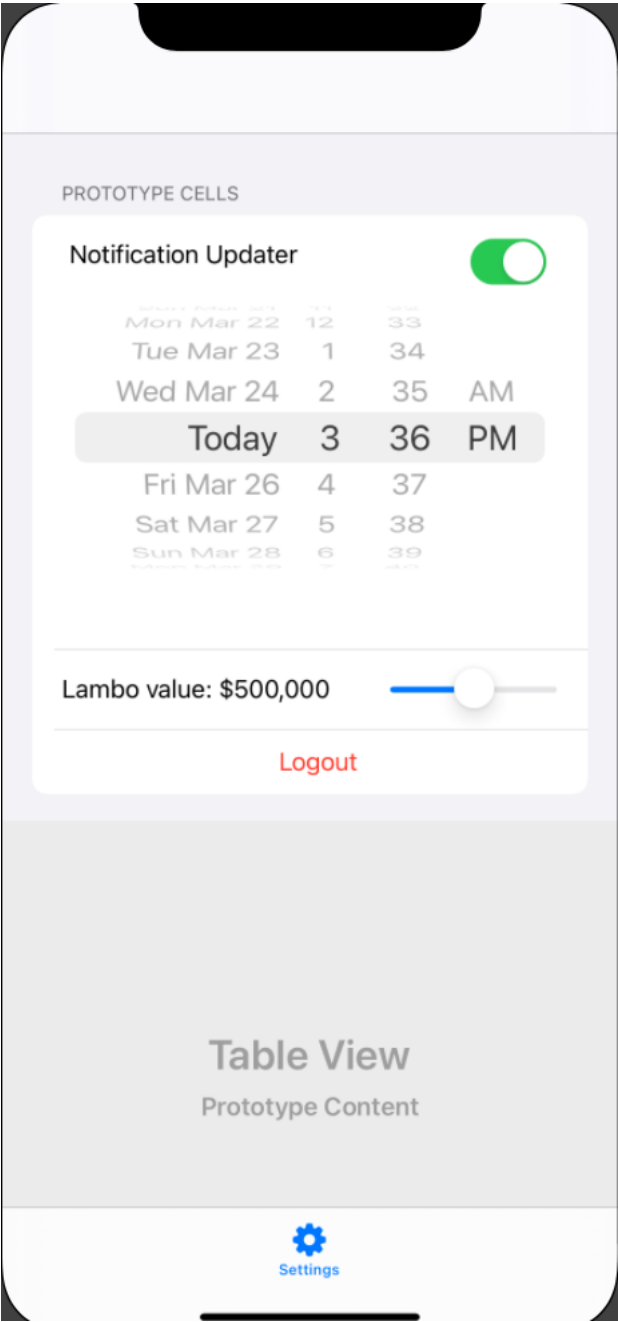 PROTOTYPE CELLS
Notification Updater
Mon Mar 22 12 33
Tue Mar 23 1 34
Wed Mar 24 2 35 AM
Today 3 36 PM
Fri Mar 26 4 37
Sat Mar 27 5 38
Sun Mar 28 6 39
Lambo value: $500,000
Logout
Table View
Prototype Content
Settings